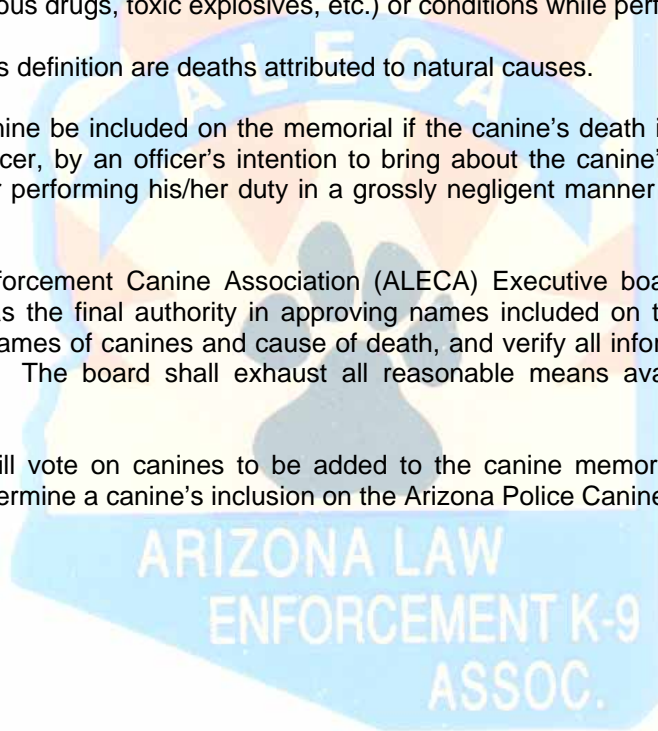 ous drugs, toxic explosives, etc.) or conditions while perf
s definition are deaths attributed to natural causes.
nine be included on the memorial if the canine's death i
cer, by an officer's intention to bring about the canine'
r performing his/her duty in a grossly negligent manner
nforcement Canine Association (ALECA) Executive boa
as the final authority in approving names included on t
names of canines and cause of death, and verify all infor
The board shall exhaust all reasonable means ava
ill vote on canines to be added to the canine memor
ermine a canine's inclusion on the Arizona Police Canine
ALECA
ARIZONA LAW
ENFORCEMENT K-9
ASSOC.